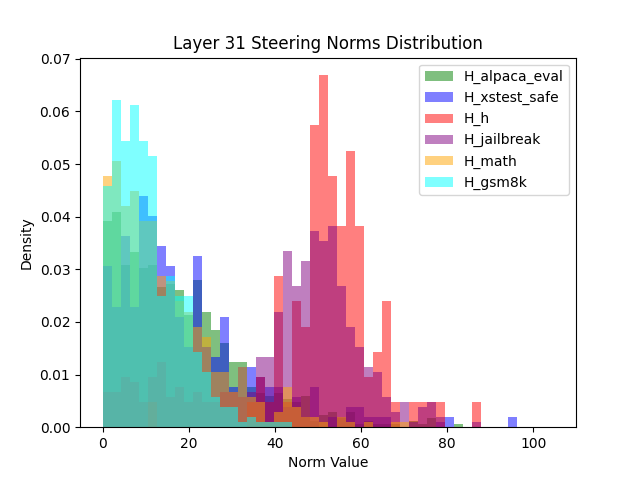 Layer 31 Steering Norms Distribution
0.07
0.06
0.05
0.04
0.03
0.02
0.01
0.00
Density
0 20 40 60 80 100
Norm Value
H_alpaca_eval
H_xstest_safe
H_h
H_jailbreak
H_math
H_gsm8k